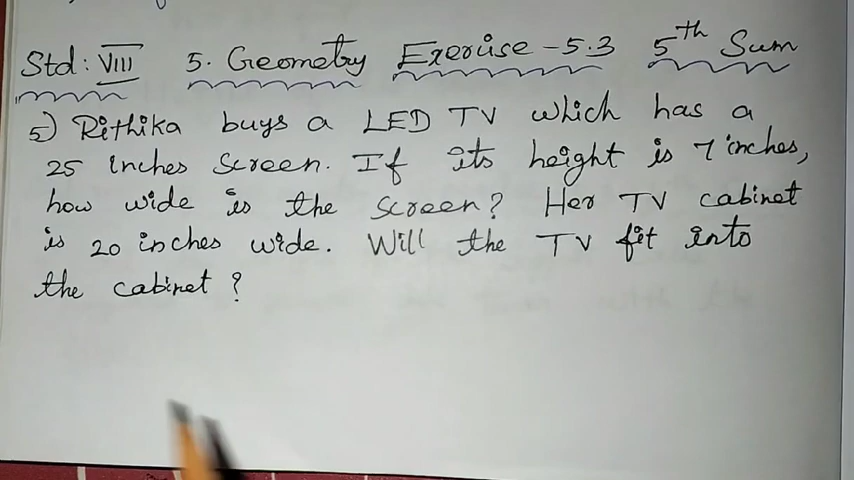 Std: VIII 5. Geometry Exercise - 5.3 5th Sum
5) Rithika buys a LED TV which has a
25 inches screen. If its height is 7 inches,
how wide is the screen? Her TV cabinet
is 20 inches wide. Will the TV fit into
the cabinet?